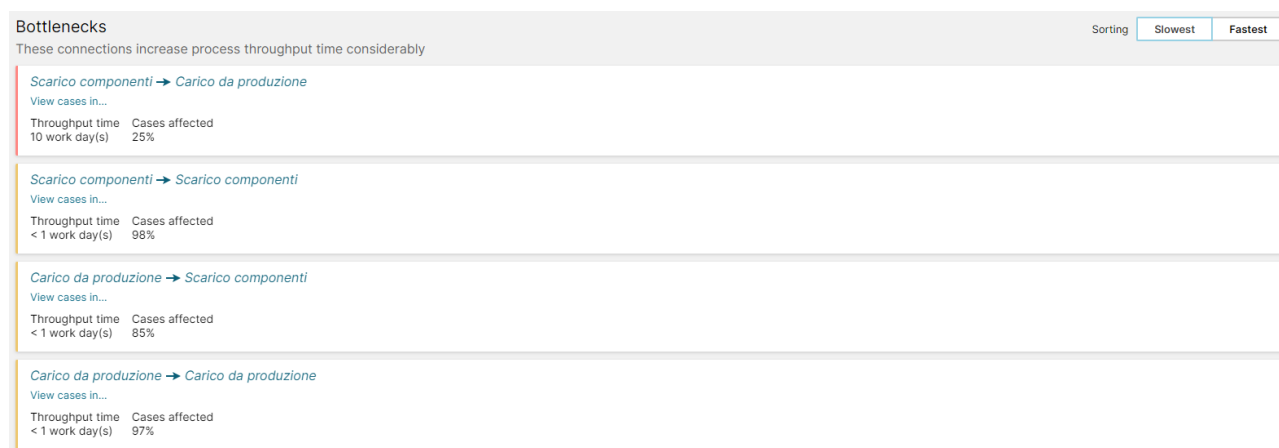 Bottlenecks
Sorting Slowest Fastest
These connections increase process throughput time considerably
Scarico componenti → Carico da produzione
View cases in...
Throughput time Cases affected
10 work day(s) 25%
Scarico componenti → Scarico componenti
View cases in...
Throughput time Cases affected
< 1 work day(s) 98%
Carico da produzione → Scarico componenti
View cases in...
Throughput time Cases affected
< 1 work day(s) 85%
Carico da produzione → Carico da produzione
View cases in...
Throughput time Cases affected
< 1 work day(s) 97%